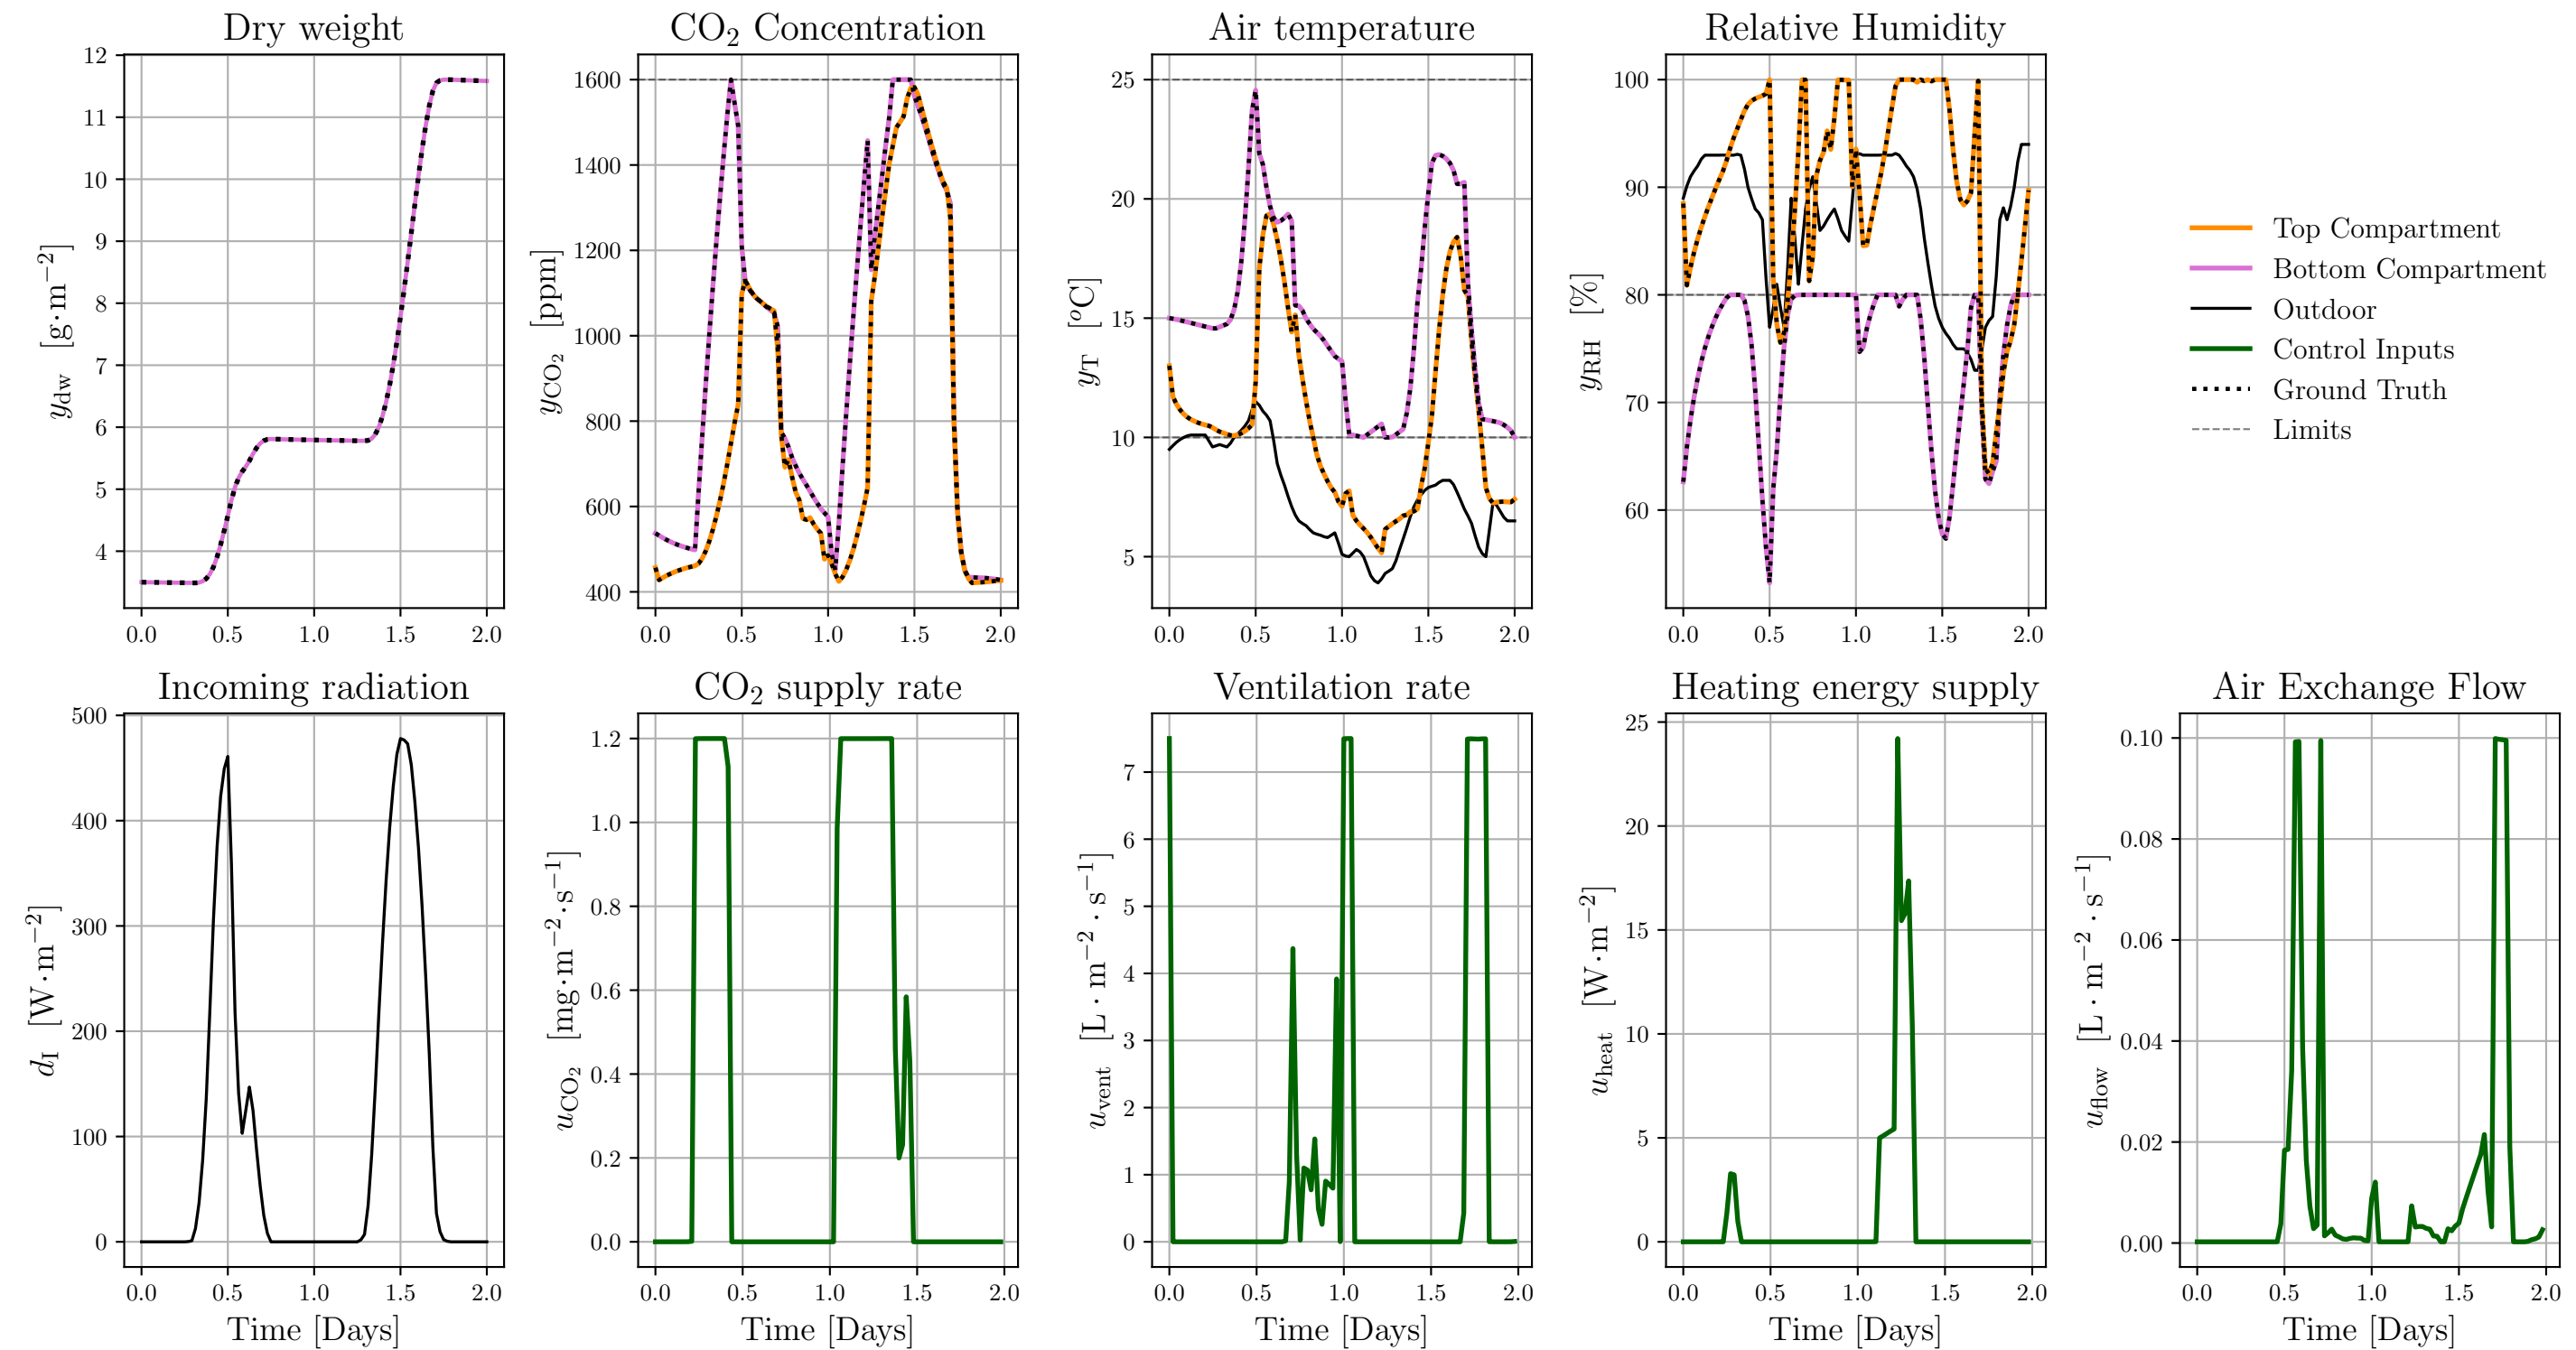 Dry weight
CO₂ Concentration
Air temperature
Relative Humidity
12
11
10
9
8
7
6
5
4
y_dw [g·m⁻²]
0.0 0.5 1.0 1.5 2.0
1600
1400
1200
1000
800
600
400
y_CO₂ [ppm]
0.0 0.5 1.0 1.5 2.0
25
20
15
10
5
y_T [°C]
0.0 0.5 1.0 1.5 2.0
100
90
80
70
60
y_RH [%]
0.0 0.5 1.0 1.5 2.0
Top Compartment
Bottom Compartment
Outdoor
Control Inputs
Ground Truth
Limits
Incoming radiation
CO₂ supply rate
Ventilation rate
Heating energy supply
Air Exchange Flow
500
400
300
200
100
0
d_I [W·m⁻²]
0.0 0.5 1.0 1.5 2.0
Time [Days]
1.2
1.0
0.8
0.6
0.4
0.2
0.0
u_CO₂ [mg·m⁻²·s⁻¹]
0.0 0.5 1.0 1.5 2.0
Time [Days]
7
6
5
4
3
2
1
0
u_vent [L·m⁻²·s⁻¹]
0.0 0.5 1.0 1.5 2.0
Time [Days]
25
20
15
10
5
0
u_heat [W·m⁻²]
0.0 0.5 1.0 1.5 2.0
Time [Days]
0.10
0.08
0.06
0.04
0.02
0.00
u_flow [L·m⁻²·s⁻¹]
0.0 0.5 1.0 1.5 2.0
Time [Days]